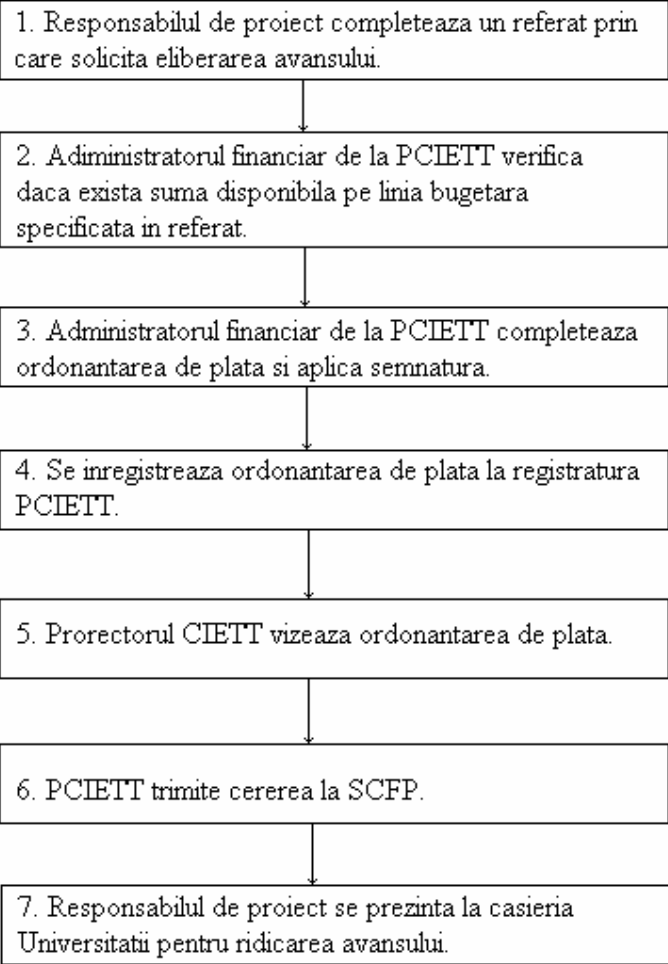 1. Responsabilul de proiect completeaza un referat prin
care solicita eliberarea avansului.
2. Adiministratorul financiar de la PCIETT verifica
daca exista suma disponibila pe linia bugetara
specificata in referat.
3. Administratorul financiar de la PCIETT completeaza
ordonantarea de plata si aplica semnatura.
4. Se inregistreaza ordonantarea de plata la registratura
PCIETT.
5. Prorectorul CIETT vizeaza ordonantarea de plata.
6. PCIETT trimite cererea la SCFP.
7. Responsabilul de proiect se prezinta la casieria
Universitatii pentru ridicarea avansului.